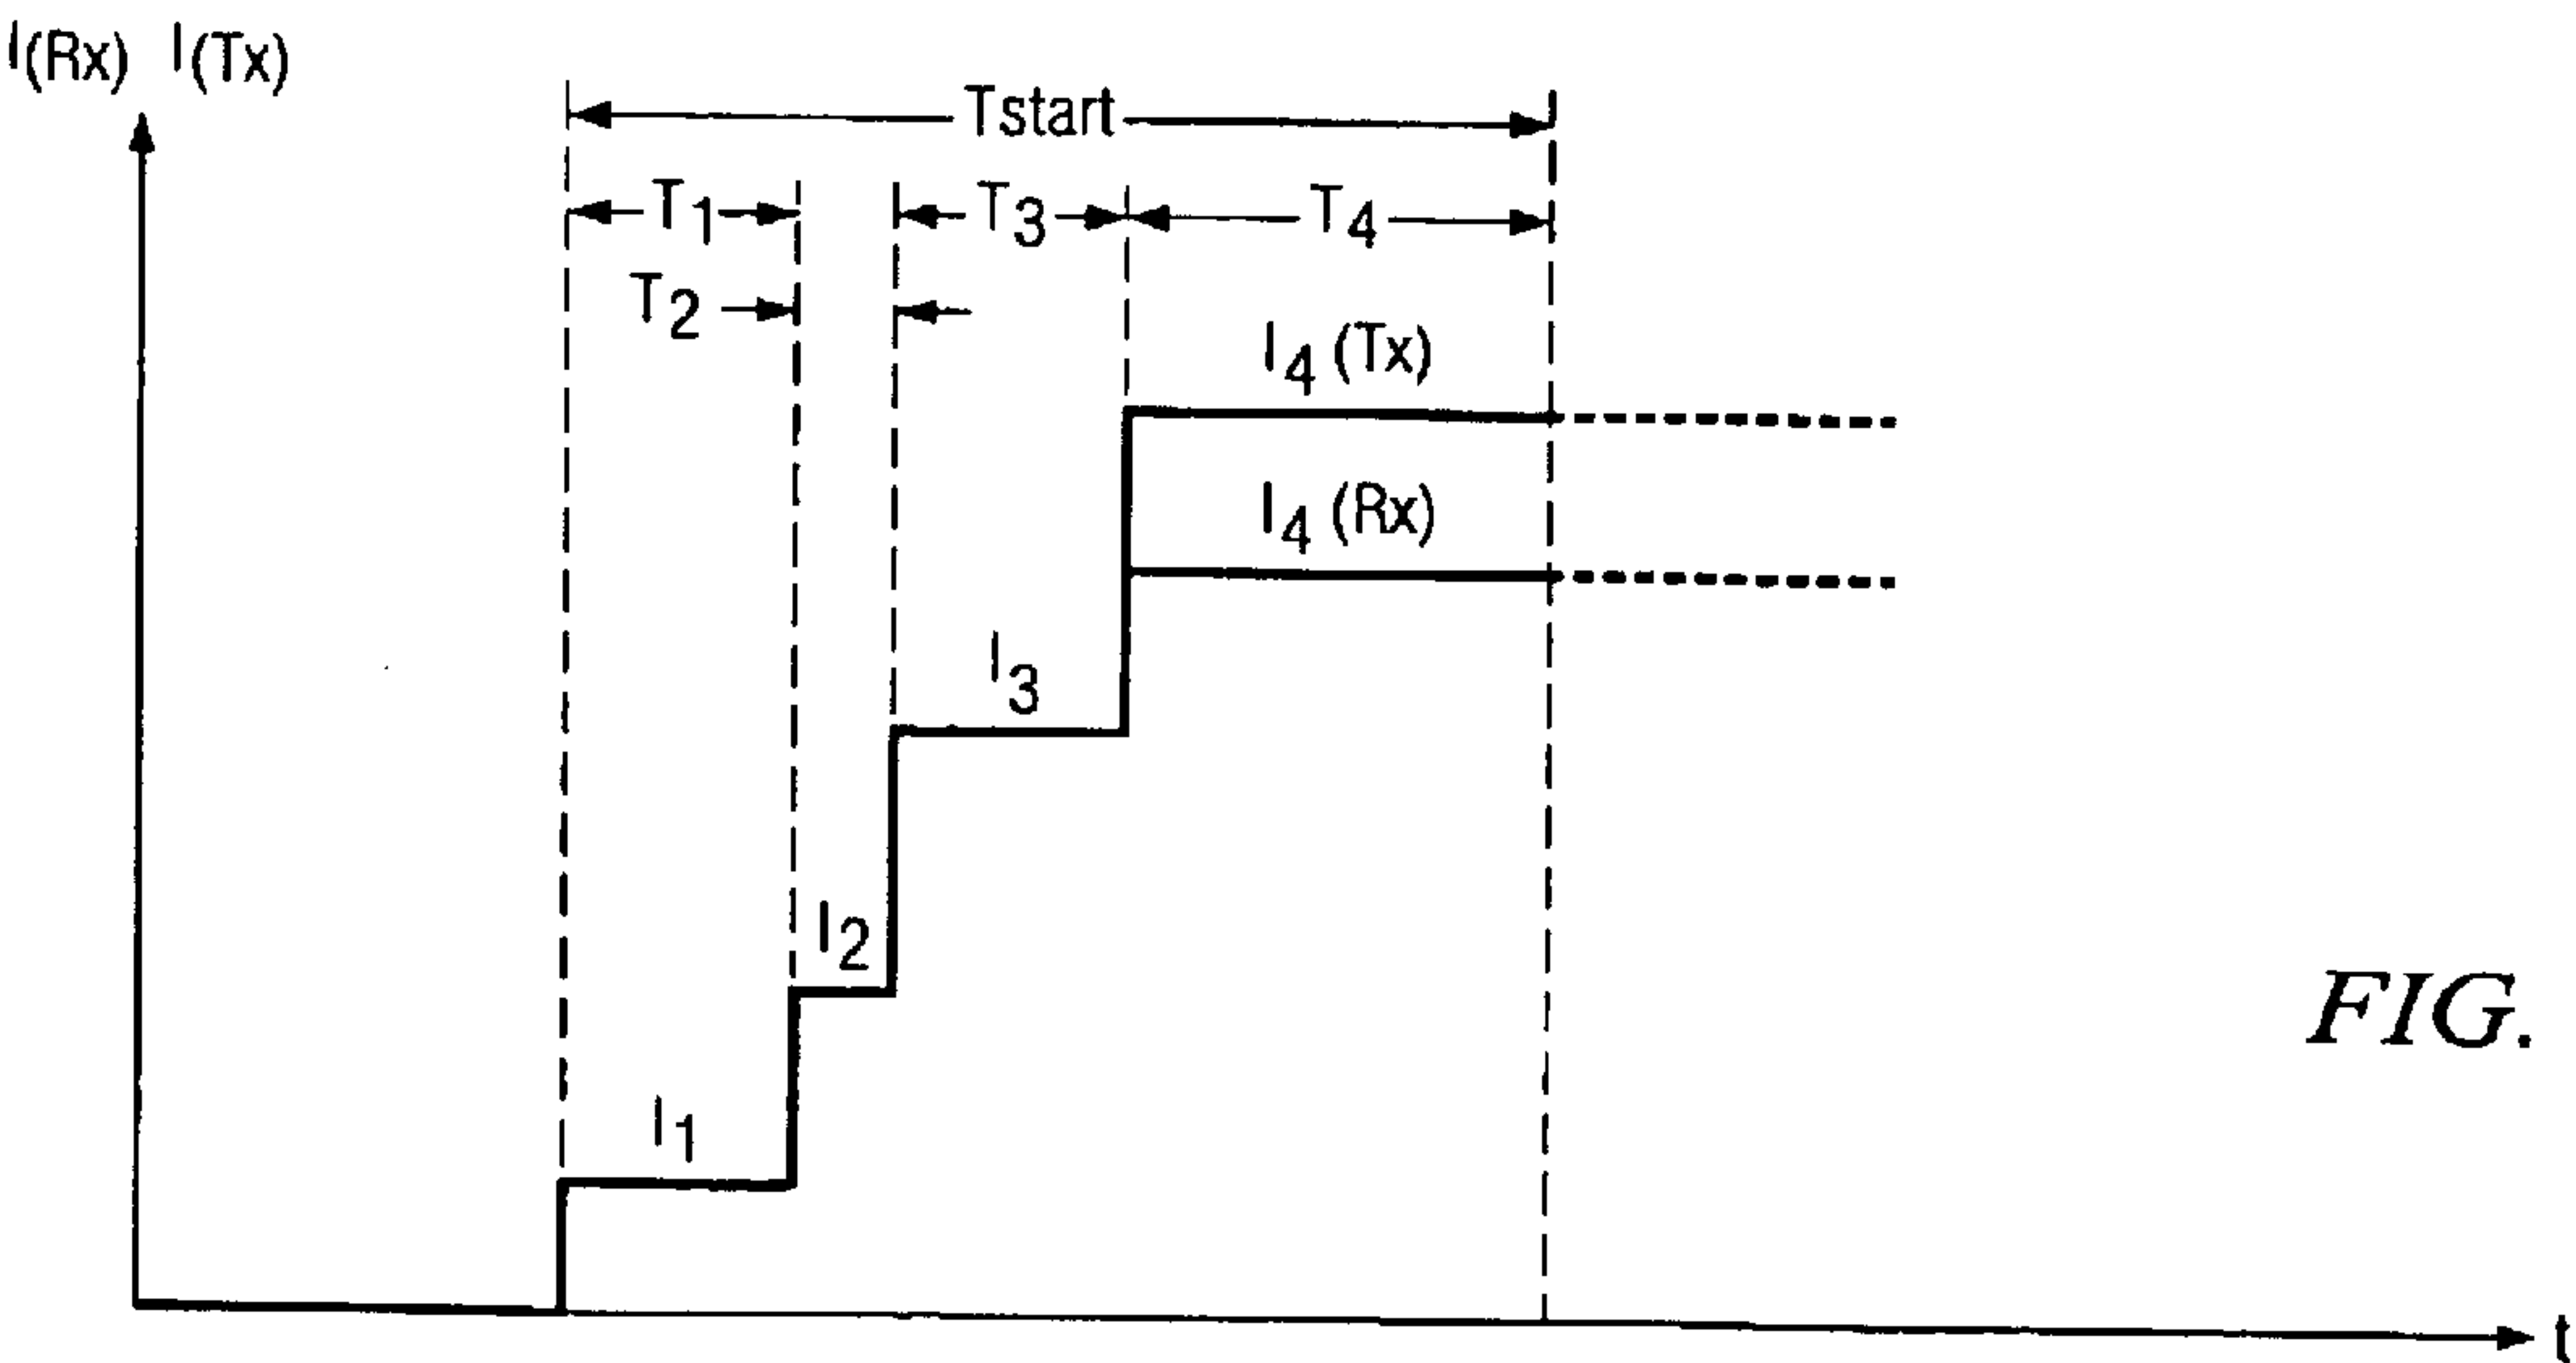 I(Rx) I(Tx)
Tstart
T1 T3 T4
T2
I4 (Tx)
I4 (Rx)
I3
I2
I1
FIG.
t